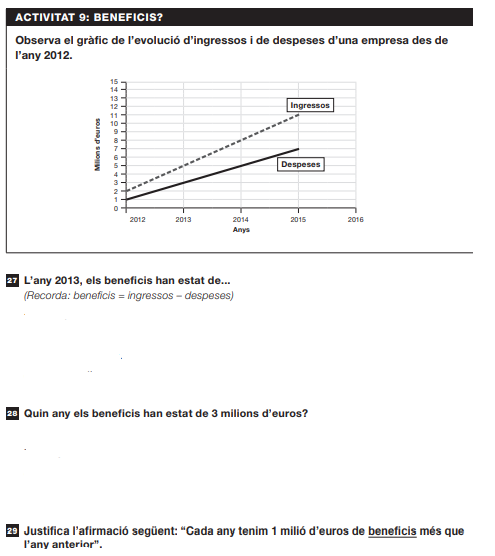 ACTIVITAT 9: BENEFICIS?
Observa el gràfic de l'evolució d'ingressos i de despeses d'una empresa des de
l'any 2012.
15
14
13
12
11
10
9
8
7
6
5
4
3
2
1
0
Milions d'euros
Ingressos
Despeses
2012 2013 2014 2015 2016
Anys
27 L'any 2013, els beneficis han estat de...
(Recorda: beneficis = ingressos – despeses)
28 Quin any els beneficis han estat de 3 milions d'euros?
29 Justifica l'afirmació següent: “Cada any tenim 1 milió d'euros de beneficis més que
l'any anterior”.